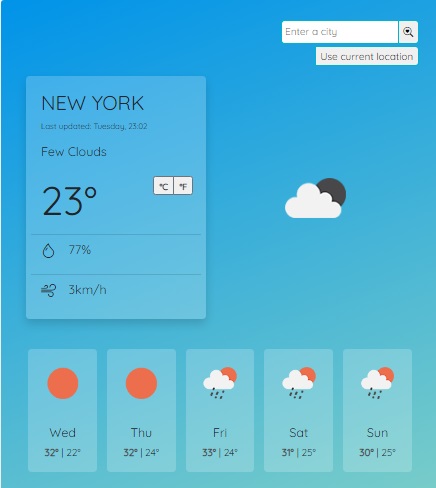 Enter a city
Use current location
NEW YORK
Last updated: Tuesday, 23:02
Few Clouds
23°
°C °F
77%
3km/h
Wed
32° | 22°
Thu
32° | 24°
Fri
33° | 24°
Sat
31° | 25°
Sun
30° | 25°